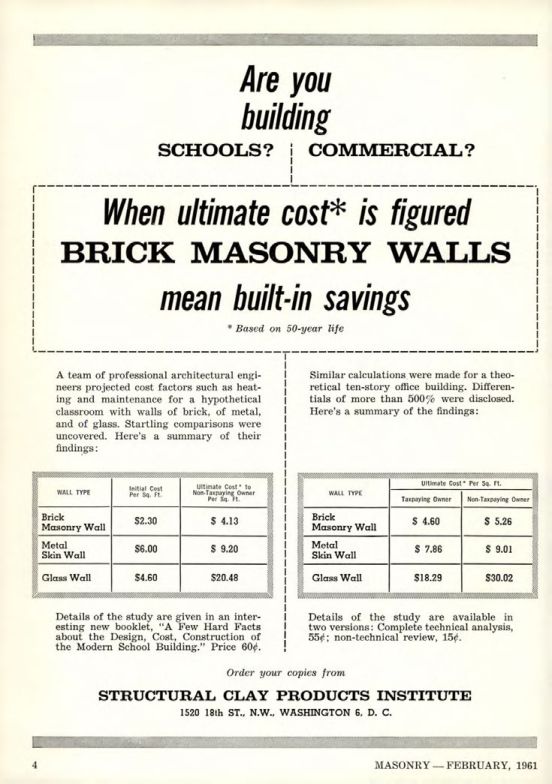 Are you
building
SCHOOLS? COMMERCIAL?
When ultimate cost* is figured
BRICK MASONRY WALLS
mean built-in savings
* Based on 50-year life
A team of professional architectural engi-
neers projected cost factors such as heat-
ing and maintenance for a hypothetical
classroom with walls of brick, of metal,
and of glass. Startling comparisons were
uncovered. Here's a summary of their
findings:
WALL TYPE
Initial Cost
Per Sq. Ft.
Ultimate Cost* to
Non-Taxpaying Owner
Per Sq. Ft.
Brick
Masonry Wall $2.30 $ 4.13
Metal
Skin Wall $6.00 $ 9.20
Glass Wall $4.60 $20.48
Details of the study are given in an inter-
esting new booklet, "A Few Hard Facts
about the Design, Cost, Construction of
the Modern School Building." Price 60¢.
Similar calculations were made for a theo-
retical ten-story office building. Differen-
tials of more than 500% were disclosed.
Here's a summary of the findings:
WALL TYPE
Ultimate Cost* Per Sq. Ft.
Taxpaying Owner Non-Taxpaying Owner
Brick
Masonry Wall $ 4.60 $ 5.26
Metal
Skin Wall $ 7.86 $ 9.01
Glass Wall $18.29 $30.02
Details of the study are available in
two versions: Complete technical analysis,
55¢; non-technical review, 15¢.
Order your copies from
STRUCTURAL CLAY PRODUCTS INSTITUTE
1520 18th ST., N.W., WASHINGTON 6, D. C.
4 MASONRY — FEBRUARY, 1961